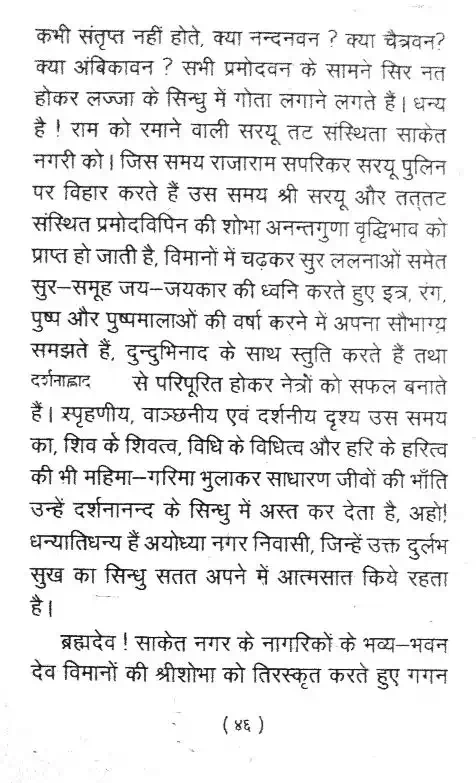 कभी संतृप्त नहीं होते, क्या नन्दनवन ? क्या चैत्रवन?
क्या अंबिकावन ? सभी प्रमोदवन के सामने सिर नत
होकर लज्जा के सिन्धु में गोता लगाने लगते हैं। धन्य
है ! राम को रमाने वाली सरयू तट संस्थिता साकेत
नगरी को। जिस समय राजाराम सपरिकर सरयू पुलिन
पर विहार करते हैं उस समय श्री सरयू और तत्तट
संस्थित प्रमोदविपिन की शोभा अनन्तगुणा वृद्धिभाव को
प्राप्त हो जाती है, विमानों में चढ़कर सुर ललनाओं समेत
सुर–समूह जय–जयकार की ध्वनि करते हुए इत्र, रंग,
पुष्प और पुष्पमालाओं की वर्षा करने में अपना सौभाग्य
समझते हैं, दुन्दुभिनाद के साथ स्तुति करते हैं तथा
दर्शनाह्लाद से परिपूरित होकर नेत्रों को सफल बनाते
हैं। स्पृहणीय, वाञ्छनीय एवं दर्शनीय दृश्य उस समय
का, शिव के शिवत्व, विधि के विधित्व और हरि के हरित्व
की भी महिमा–गरिमा भुलाकर साधारण जीवों की भाँति
उन्हें दर्शनानन्द के सिन्धु में अस्त कर देता है, अहो!
धन्यातिधन्य हैं अयोध्या नगर निवासी, जिन्हें उक्त दुर्लभ
सुख का सिन्धु सतत अपने में आत्मसात किये रहता
है।
ब्रह्मदेव ! साकेत नगर के नागरिकों के भव्य–भवन
देव विमानों की श्रीशोभा को तिरस्कृत करते हुए गगन
( ४६ )